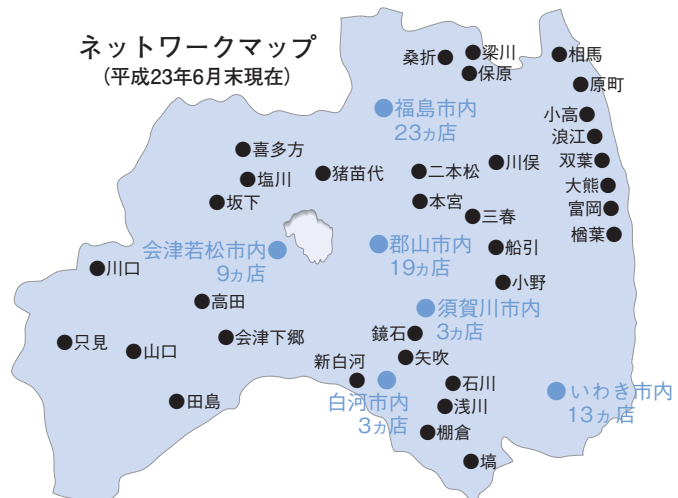 ネットワークマップ
(平成23年6月末現在)
桑折
梁川
保原
相馬
原町
福島市内
23ヵ店
小高
浪江
喜多方
猪苗代
二本松
川俣
双葉
塩川
大熊
坂下
本宮
三春
富岡
楢葉
会津若松市内
9ヵ店
郡山市内
19ヵ店
船引
川口
小野
高田
須賀川市内
3ヵ店
只見
山口
会津下郷
鏡石
新白河
矢吹
白河市内
3ヵ店
石川
いわき市内
13ヵ店
田島
浅川
棚倉
塙